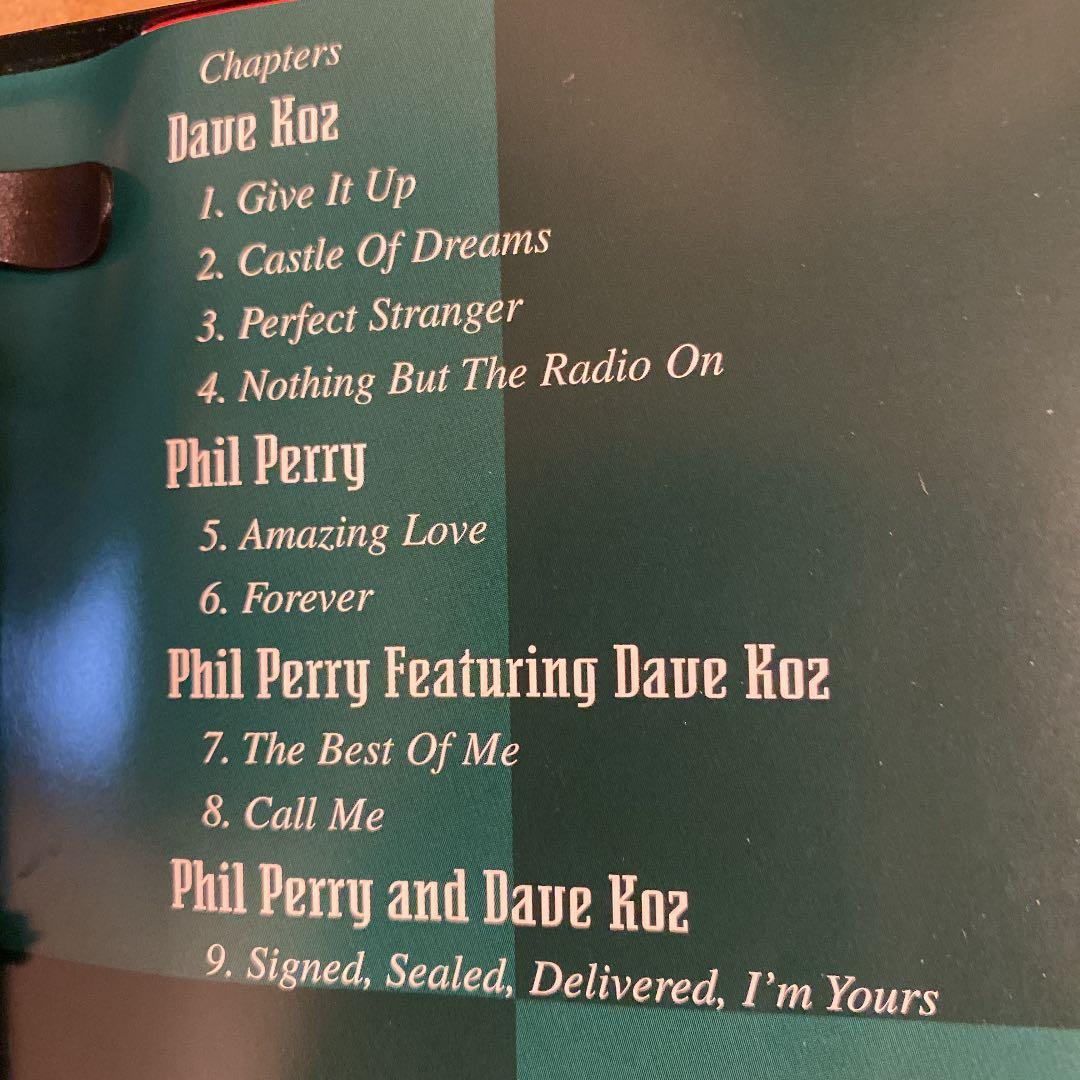 Chapters
Dave Koz
1. Give It Up
2. Castle Of Dreams
3. Perfect Stranger
4. Nothing But The Radio On
Phil Perry
5. Amazing Love
6. Forever
Phil Perry Featuring Dave Koz
7. The Best Of Me
8. Call Me
Phil Perry and Dave Koz
9. Signed, Sealed, Delivered, I'm Yours